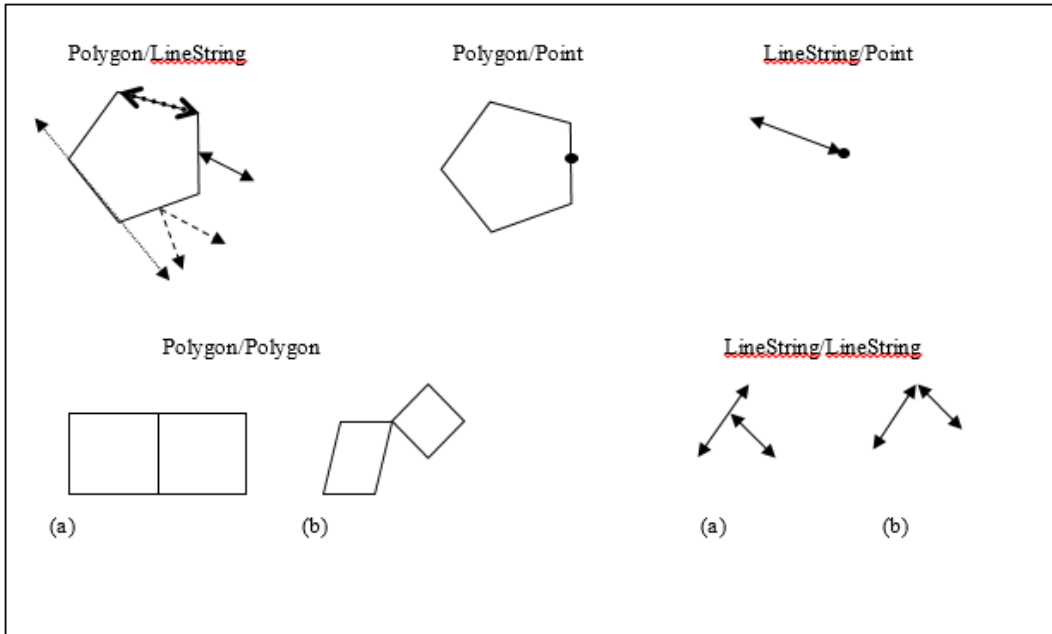 Polygon/LineString
Polygon/Point
LineString/Point
Polygon/Polygon
LineString/LineString
(a)
(b)
(a)
(b)